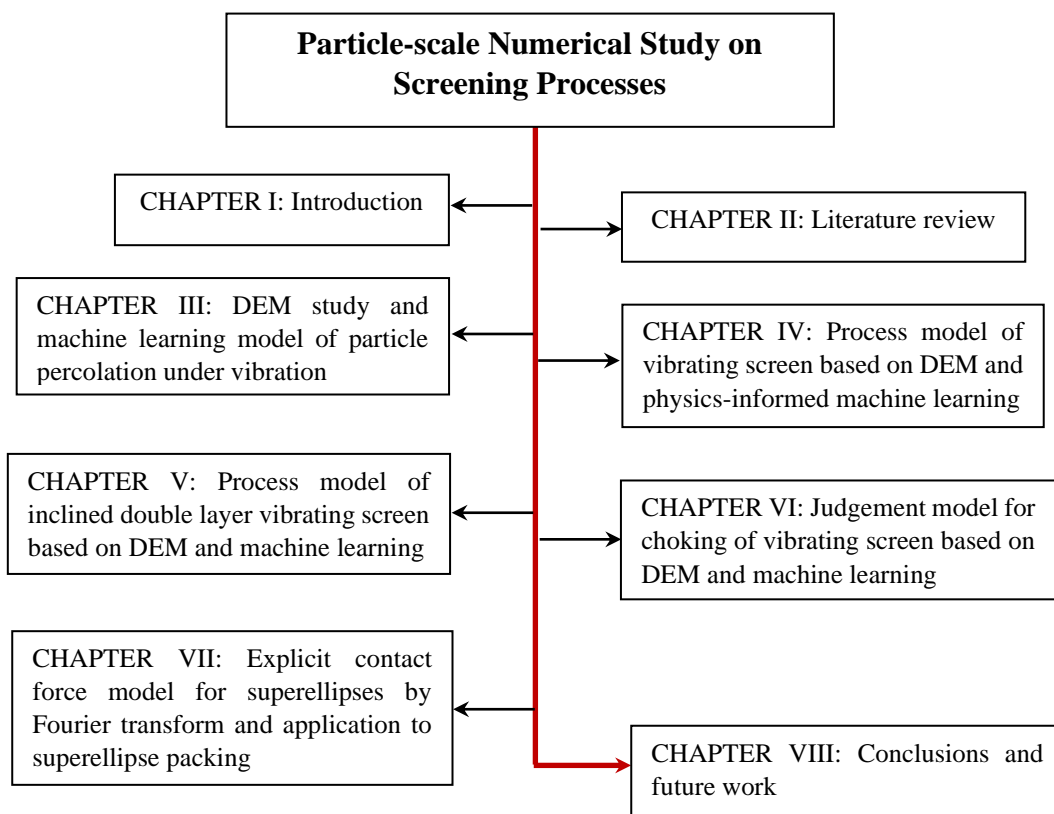 Particle-scale Numerical Study on
Screening Processes
CHAPTER I: Introduction
CHAPTER II: Literature review
CHAPTER III: DEM study and
machine learning model of particle
percolation under vibration
CHAPTER IV: Process model of
vibrating screen based on DEM and
physics-informed machine learning
CHAPTER V: Process model of
inclined double layer vibrating screen
based on DEM and machine learning
CHAPTER VI: Judgement model for
choking of vibrating screen based on
DEM and machine learning
CHAPTER VII: Explicit contact
force model for superellipses by
Fourier transform and application to
superellipse packing
CHAPTER VIII: Conclusions and
future work